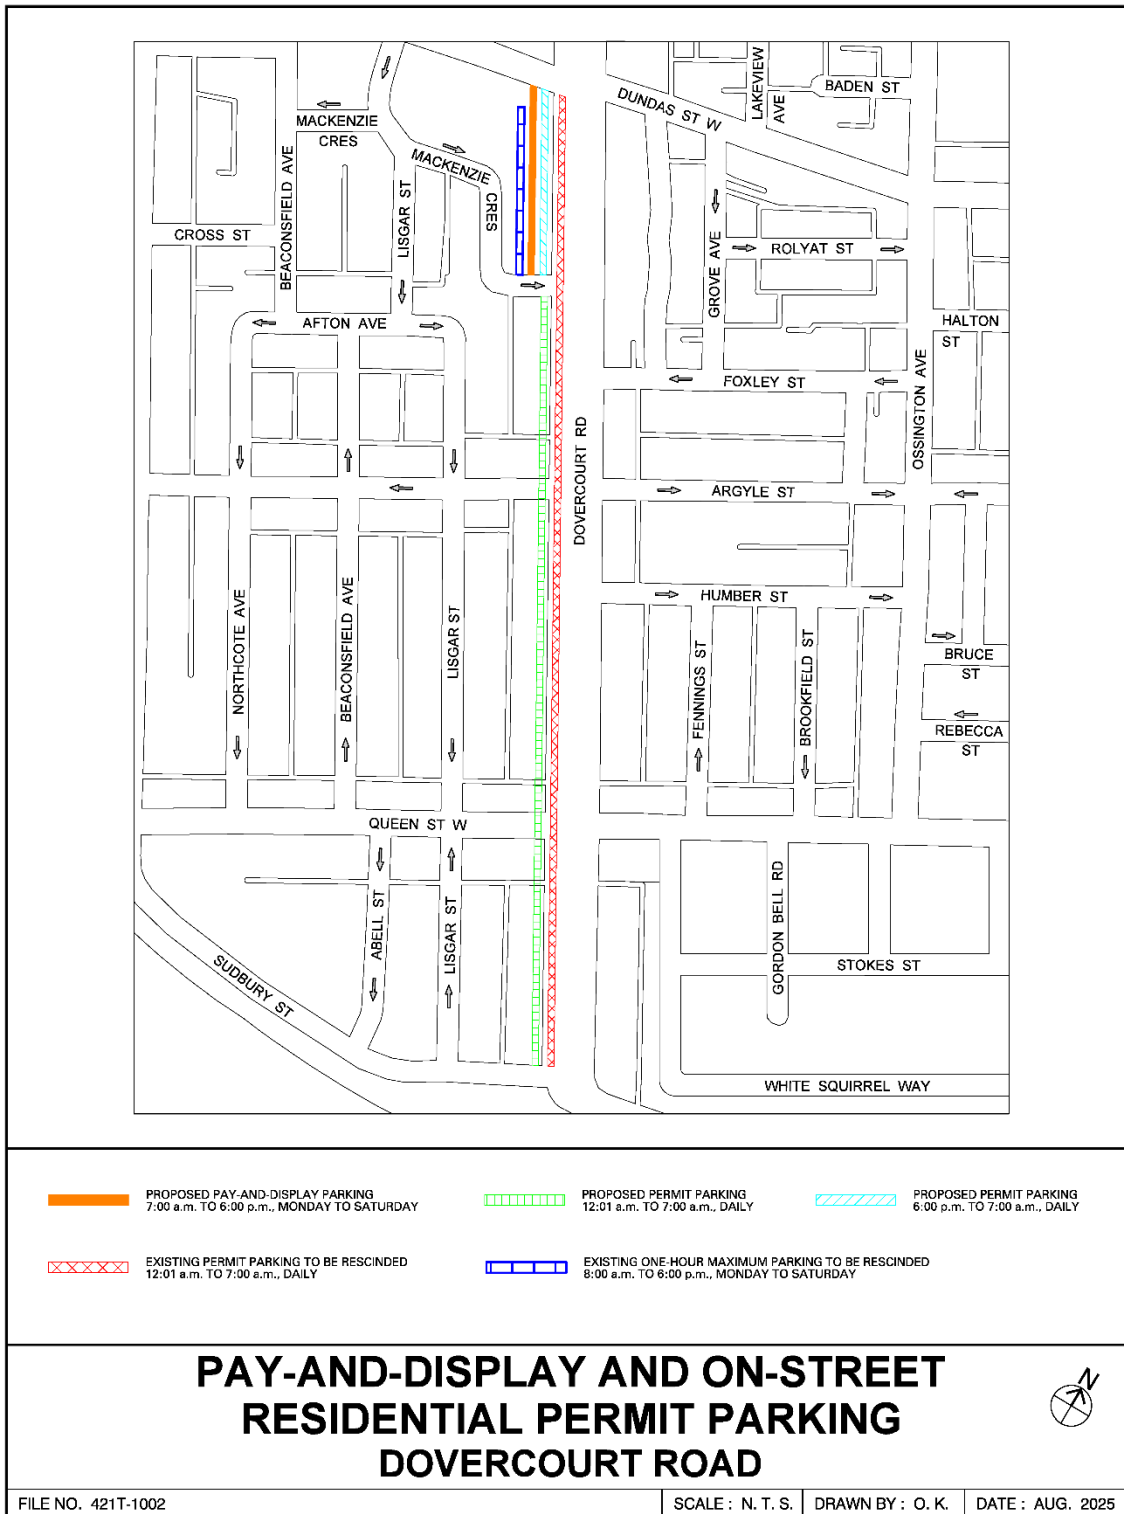 LAKEVIEW
AVE
BADEN ST
DUNDAS ST W
MACKENZIE
CRES
MACKENZIE
CRES
BEACONSFIELD AVE
LISGAR ST
CROSS ST
GROVE AVE
ROLYAT ST
AFTON AVE
HALTON
ST
FOXLEY ST
OSSINGTON AVE
DOVERCOURT RD
ARGYLE ST
HUMBER ST
NORTHCOTE AVE
BEACONSFIELD AVE
LISGAR ST
FENNINGS ST
BROOKFIELD ST
BRUCE
ST
REBECCA
ST
QUEEN ST W
ABELL ST
LISGAR ST
GORDON BELL RD
STOKES ST
SUDBURY ST
WHITE SQUIRREL WAY
PROPOSED PAY-AND-DISPLAY PARKING
7:00 a.m. TO 6:00 p.m., MONDAY TO SATURDAY
PROPOSED PERMIT PARKING
12:01 a.m. TO 7:00 a.m., DAILY
PROPOSED PERMIT PARKING
6:00 p.m. TO 7:00 a.m., DAILY
EXISTING PERMIT PARKING TO BE RESCINDED
12:01 a.m. TO 7:00 a.m., DAILY
EXISTING ONE-HOUR MAXIMUM PARKING TO BE RESCINDED
8:00 a.m. TO 6:00 p.m., MONDAY TO SATURDAY
PAY-AND-DISPLAY AND ON-STREET
RESIDENTIAL PERMIT PARKING
DOVERCOURT ROAD
N
FILE NO. 421T-1002
SCALE : N. T. S.
DRAWN BY : O. K.
DATE : AUG. 2025